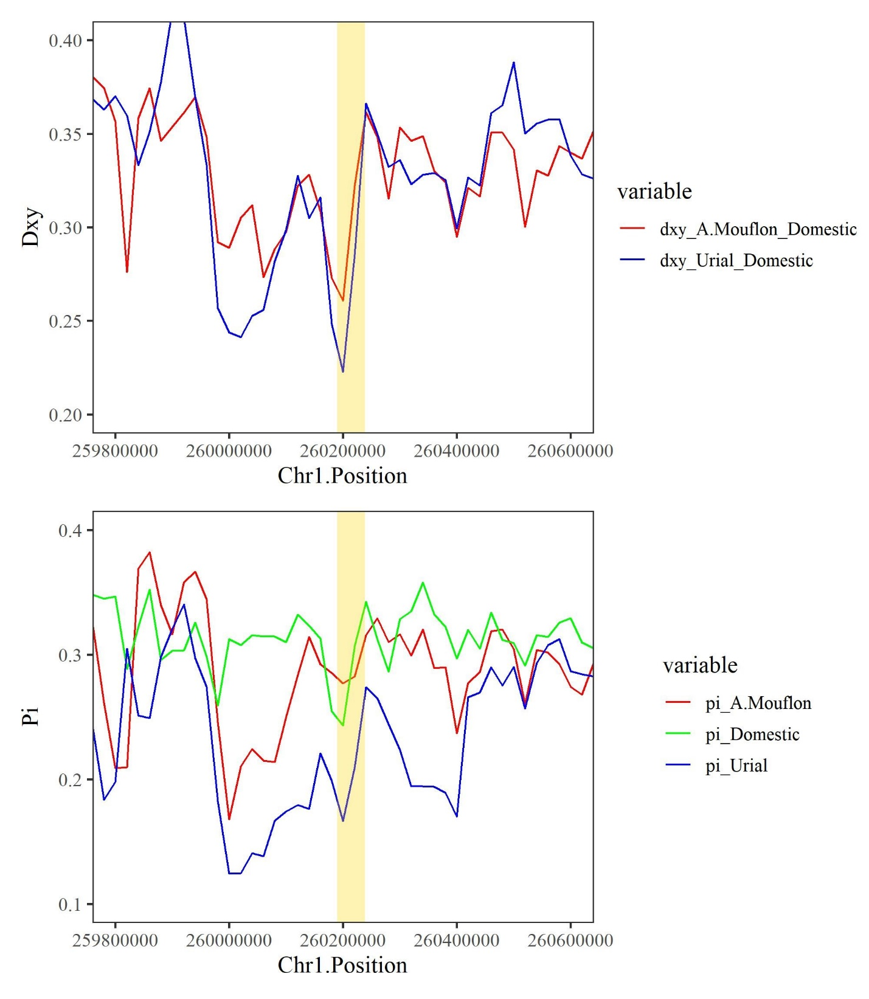 0.40
0.35
0.30
0.25
0.20
Dxy
259800000 260000000 260200000 260400000 260600000
Chr1.Position
variable
dxy_A.Mouflon_Domestic
dxy_Urial_Domestic
0.4
0.3
0.2
0.1
Pi
259800000 260000000 260200000 260400000 260600000
Chr1.Position
variable
pi_A.Mouflon
pi_Domestic
pi_Urial